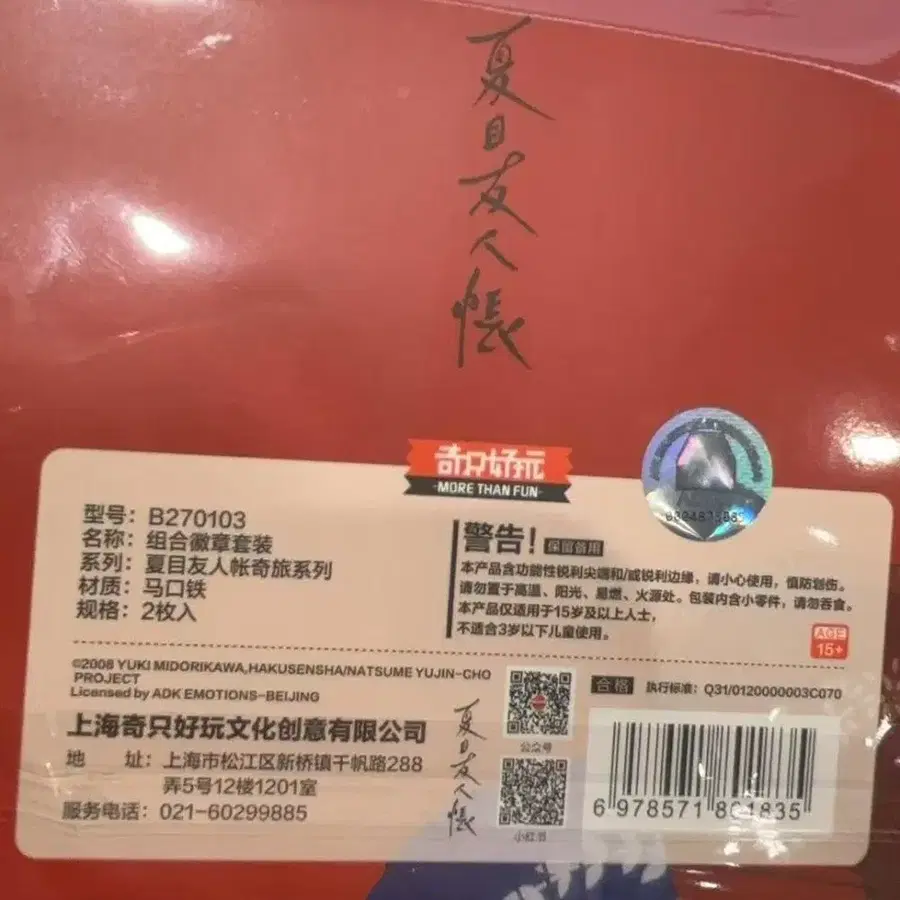 夏目友人帳
奇只好玩
MORE THAN FUN
型号：B270103
名称：组合徽章套装
系列：夏目友人帐奇旅系列
材质：马口铁
规格：2枚入
警告！保留备用
本产品含功能性锐利尖端和/或锐利边缘，请小心使用，慎防划伤。
请勿置于高温、阳光、易燃、火源处。包装内含小零件，请勿吞食。
本产品仅适用于15岁及以上人士，
不适合3岁以下儿童使用。
AGE
15+
©2008 YUKI MIDORIKAWA,HAKUSENSHA/NATSUME YUJIN-CHO
PROJECT
Licensed by ADK EMOTIONS-BEIJING
上海奇只好玩文化创意有限公司
地 址：上海市松江区新桥镇千帆路288
弄5号12楼1201室
服务电话：021-60299885
夏目友人帳
公众号
小红书
合格 执行标准：Q31/0120000003C070